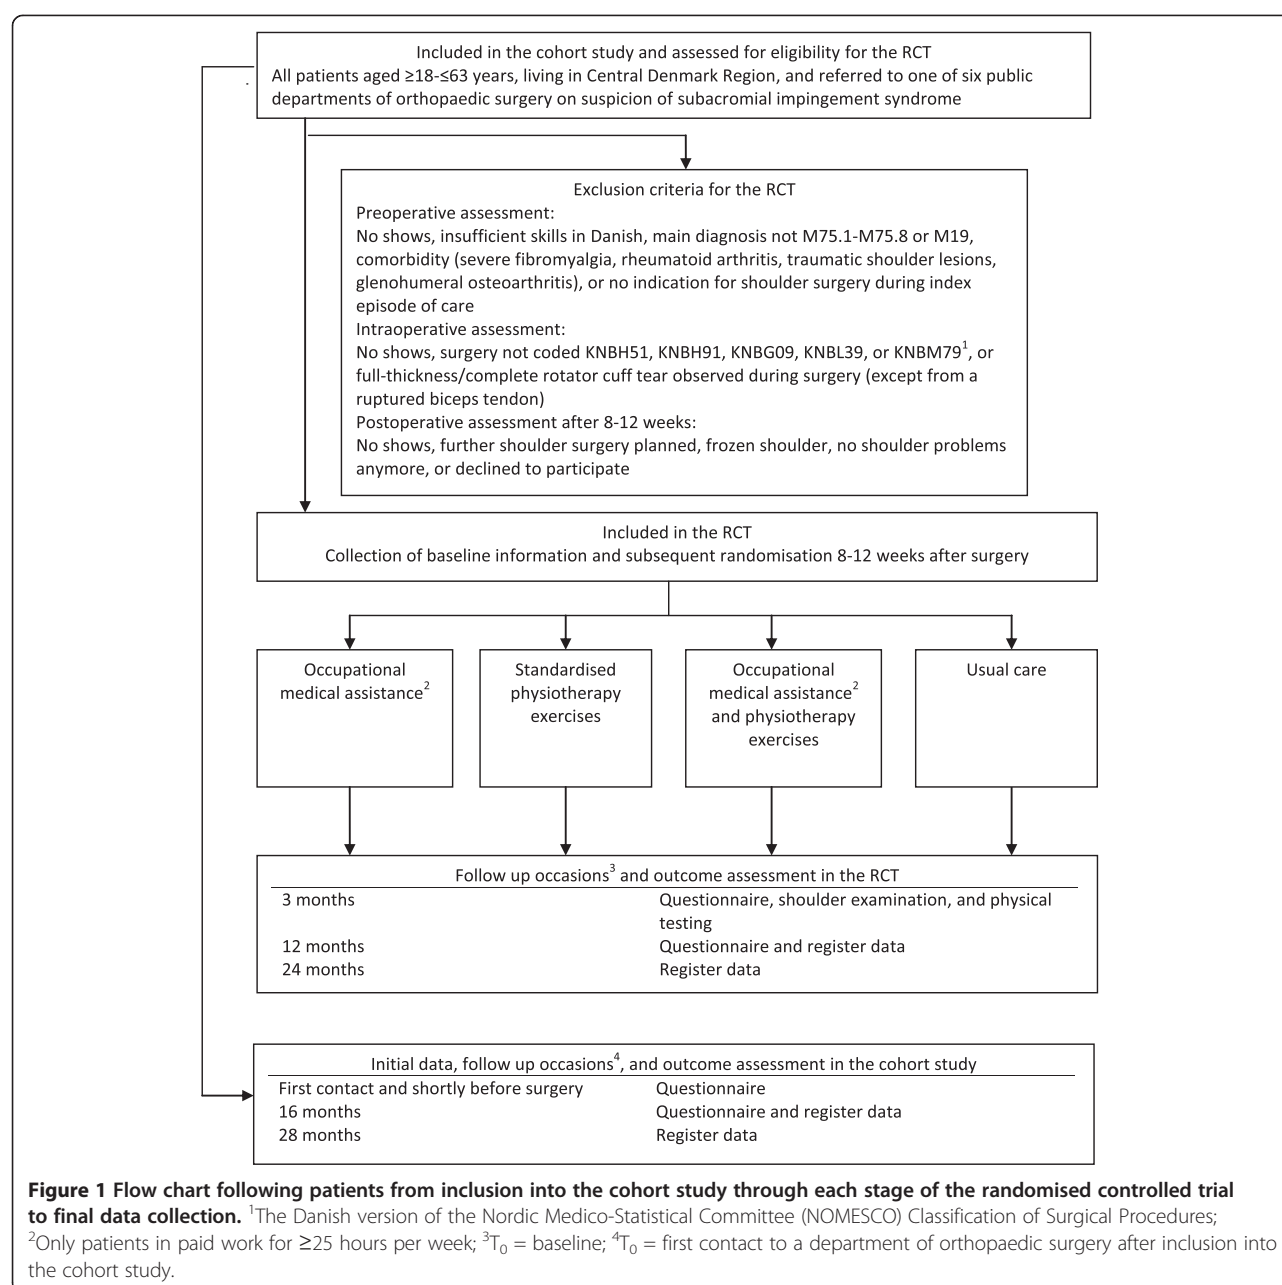 Included in the cohort study and assessed for eligibility for the RCT
All patients aged ≥18-≤63 years, living in Central Denmark Region, and referred to one of six public
departments of orthopaedic surgery on suspicion of subacromial impingement syndrome
Exclusion criteria for the RCT
Preoperative assessment:
No shows, insufficient skills in Danish, main diagnosis not M75.1-M75.8 or M19,
comorbidity (severe fibromyalgia, rheumatoid arthritis, traumatic shoulder lesions,
glenohumeral osteoarthritis), or no indication for shoulder surgery during index
episode of care
Intraoperative assessment:
No shows, surgery not coded KNBH51, KNBH91, KNBG09, KNBL39, or KNBM79¹, or
full-thickness/complete rotator cuff tear observed during surgery (except from a
ruptured biceps tendon)
Postoperative assessment after 8-12 weeks:
No shows, further shoulder surgery planned, frozen shoulder, no shoulder problems
anymore, or declined to participate
Included in the RCT
Collection of baseline information and subsequent randomisation 8-12 weeks after surgery
Occupational
medical assistance²
Standardised
physiotherapy
exercises
Occupational
medical assistance²
and physiotherapy
exercises
Usual care
Follow up occasions³ and outcome assessment in the RCT
3 months Questionnaire, shoulder examination, and physical
testing
12 months Questionnaire and register data
24 months Register data
Initial data, follow up occasions⁴, and outcome assessment in the cohort study
First contact and shortly before surgery Questionnaire
16 months Questionnaire and register data
28 months Register data
Figure 1 Flow chart following patients from inclusion into the cohort study through each stage of the randomised controlled trial
to final data collection. ¹The Danish version of the Nordic Medico-Statistical Committee (NOMESCO) Classification of Surgical Procedures;
²Only patients in paid work for ≥25 hours per week; ³T₀ = baseline; ⁴T₀ = first contact to a department of orthopaedic surgery after inclusion into
the cohort study.